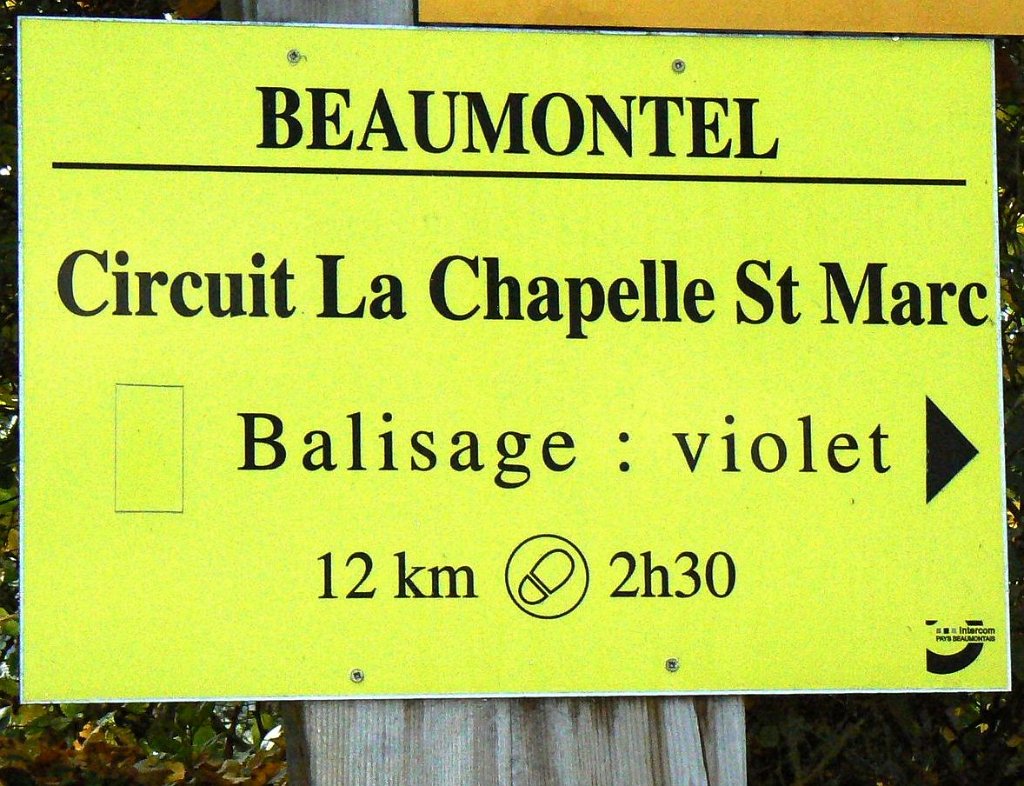 BEAUMONTEL
Circuit La Chapelle St Marc
Balisage : violet
12 km 2h30
Intercom
PAYS BEAUMONTAIS